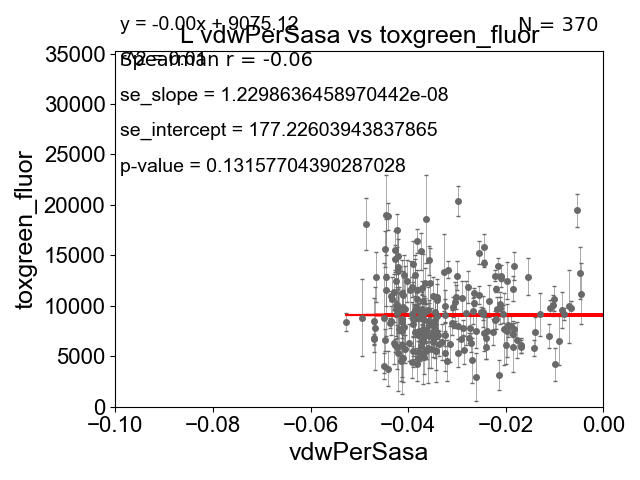 y = -0.00x + 9075.12
N = 370
L vdwPerSasa vs toxgreen_fluor
Spearman r = -0.06
r^2 = 0.01
se_slope = 1.2298636458970442e-08
se_intercept = 177.22603943837865
p-value = 0.13157704390287028
35000
30000
25000
20000
15000
10000
5000
0
toxgreen_fluor
−0.10
−0.08
−0.06
−0.04
−0.02
0.00
vdwPerSasa